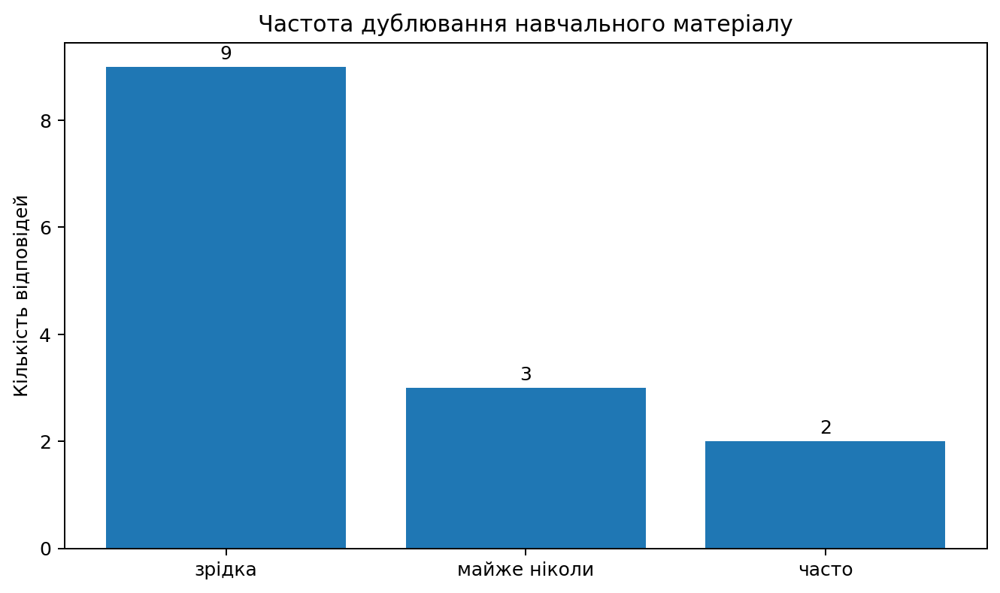 Частота дублювання навчального матеріалу
Кількість відповідей
8
6
4
2
0
9
3
2
зрідка
майже ніколи
часто